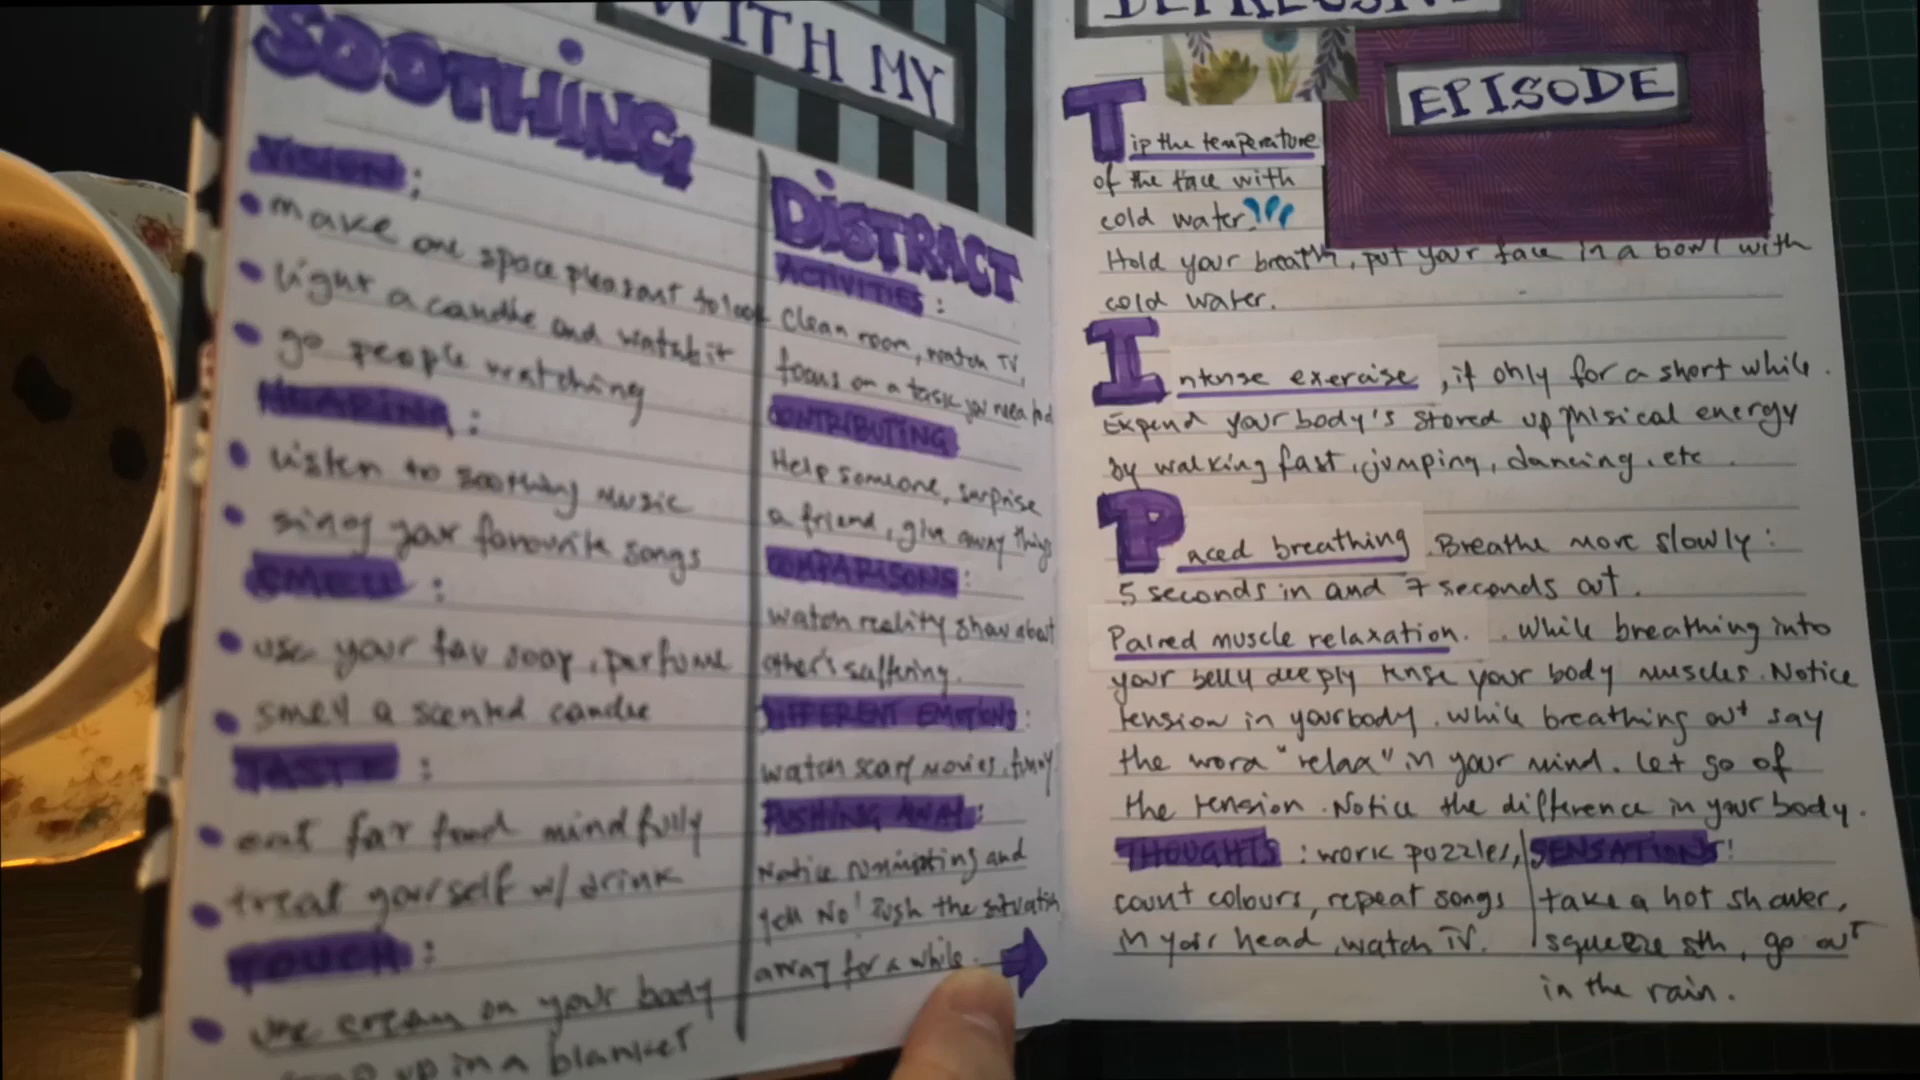 WITH MY
SOOTHING
VISION:
• make one space pleasant to look
• light a candle and watch it
• go people watching
HEARING:
• listen to soothing music
• sing your favourite songs
SMELL:
• use your fav soap, perfume
• smell a scented candle
TASTE:
• eat fav food mindfully
• treat yourself w/ drink
TOUCH:
• use cream on your body
up in a blanket
DISTRACT
ACTIVITIES:
clean room, watch TV,
focus on a task you need
CONTRIBUTING
Help someone, surprise
a friend, give away things
COMPARISONS:
watch reality show about
other's suffering.
DIFFERENT EMOTIONS:
watch scary movies, funny
PUSHING AWAY:
Notice ruminating and
yell No! Push the situation
away for a while.
DEPRESSIVE
EPISODE
Tip the temperature
of the face with
cold water!
Hold your breath, put your face in a bowl with
cold water.
Intense exercise, if only for a short while.
Expend your body's stored up phisical energy
by walking fast, jumping, dancing, etc.
Paced breathing. Breathe more slowly:
5 seconds in and 7 seconds out.
Paired muscle relaxation. While breathing into
your belly deeply tense your body muscles. Notice
tension in your body. While breathing out say
the word "relax" in your mind. Let go of
the tension. Notice the difference in your body.
THOUGHTS: work puzzles,
count colours, repeat songs
in your head, watch TV.
SENSATIONS:
take a hot shower,
squeeze sth, go out
in the rain.